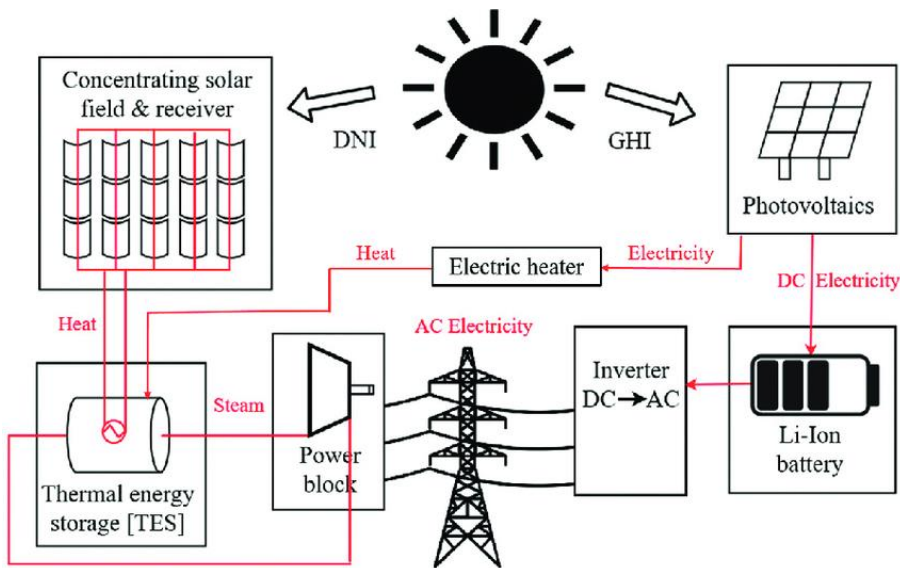 Concentrating solar
field & receiver
DNI
GHI
Photovoltaics
Heat
Electric heater
Electricity
DC Electricity
Heat
AC Electricity
Steam
Power
block
Inverter
DC→AC
Li-Ion
battery
Thermal energy
storage [TES]